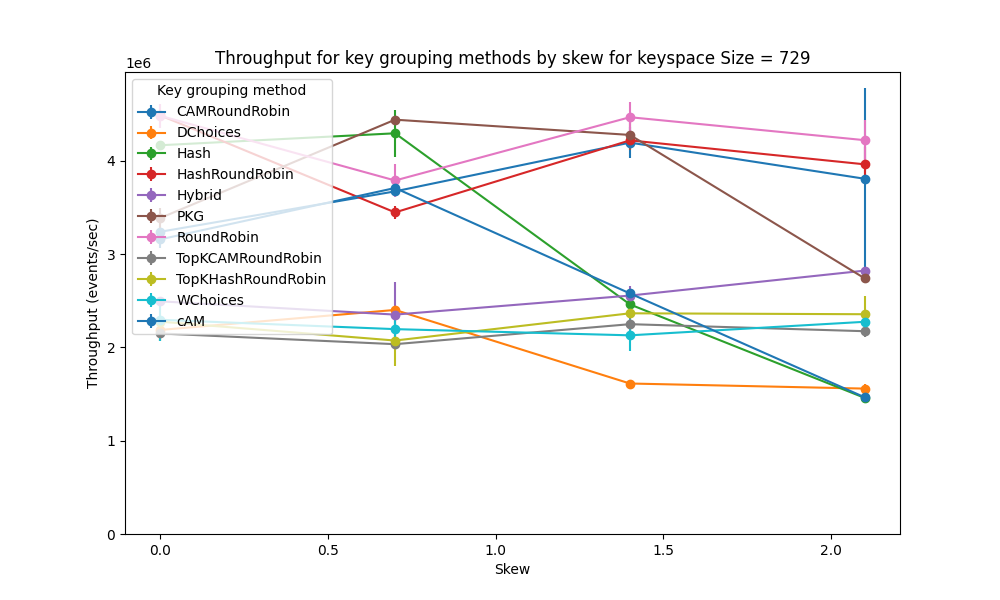 Throughput for key grouping methods by skew for keyspace Size = 729
1e6
Key grouping method
CAMRoundRobin
DChoices
Hash
HashRoundRobin
Hybrid
PKG
RoundRobin
TopKCAMRoundRobin
TopKHashRoundRobin
WChoices
cAM
Throughput (events/sec)
4
3
2
1
0
0.0
0.5
1.0
1.5
2.0
Skew